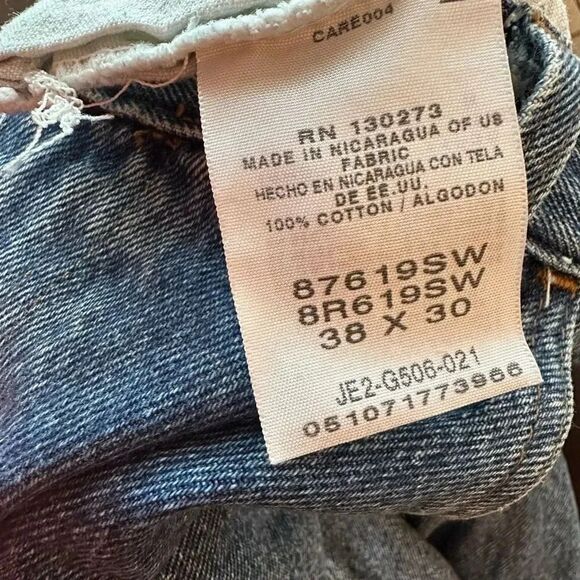 CARE004
RN 130273
MADE IN NICARAGUA OF US
FABRIC
HECHO EN NICARAGUA CON TELA
DE EE.UU.
100% COTTON / ALGODON
87619SW
8R619SW
38 X 30
JE2-G506-021
051071773966